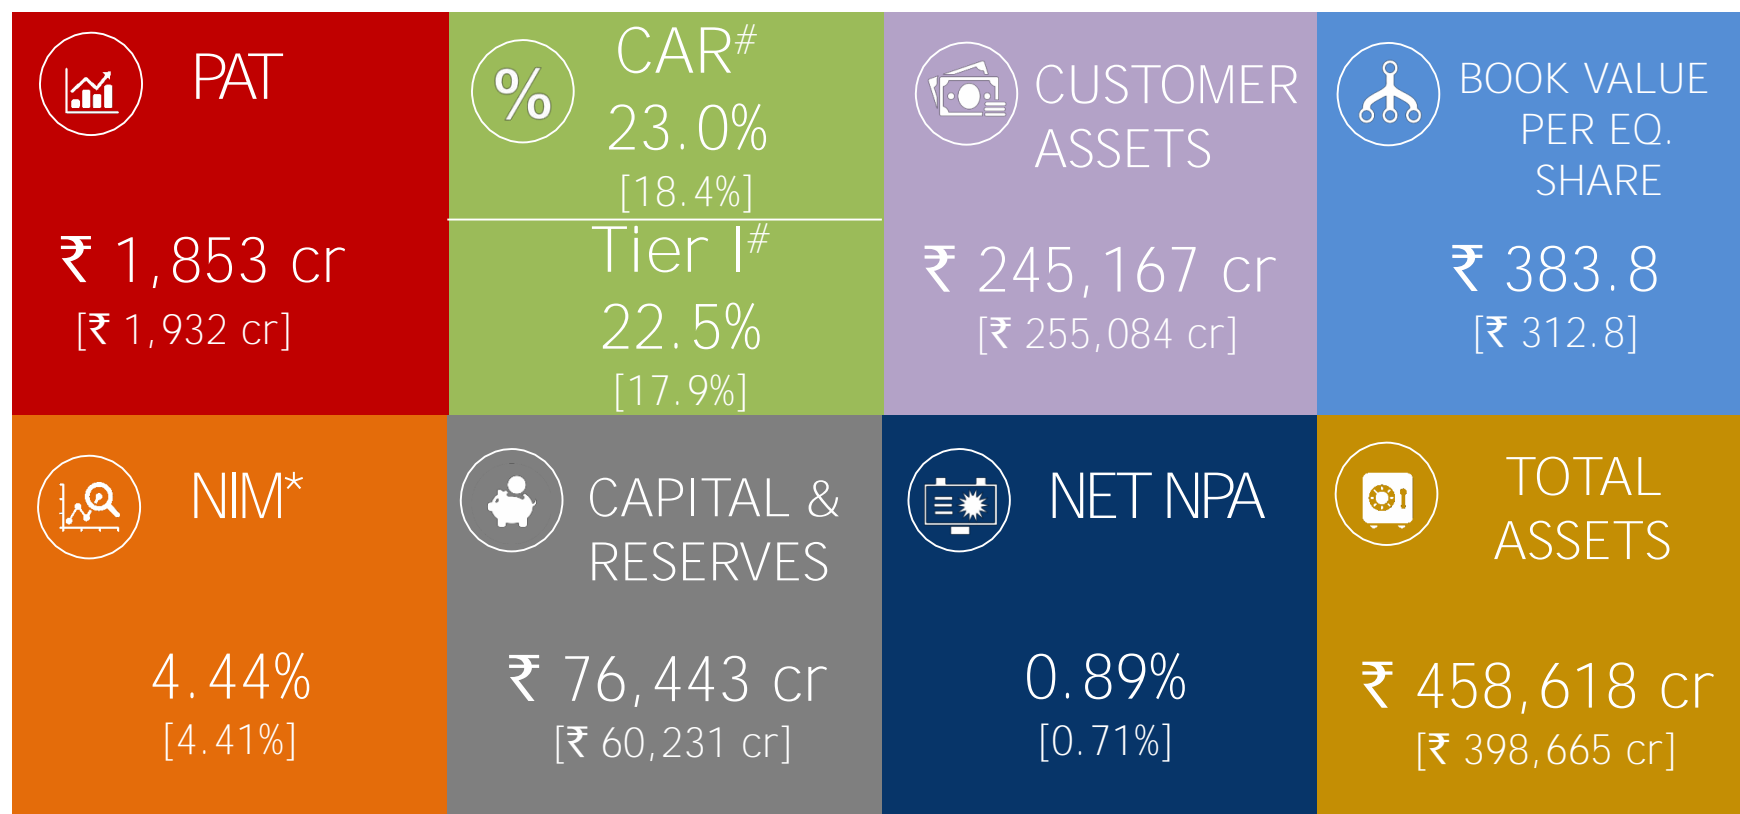 PAT
₹ 1,853 cr
[₹ 1,932 cr]
CAR#
23.0%
[18.4%]
Tier I#
22.5%
[17.9%]
CUSTOMER
ASSETS
₹ 245,167 cr
[₹ 255,084 cr]
BOOK VALUE
PER EQ.
SHARE
₹ 383.8
[₹ 312.8]
NIM*
4.44%
[4.41%]
CAPITAL &
RESERVES
₹ 76,443 cr
[₹ 60,231 cr]
NET NPA
0.89%
[0.71%]
TOTAL
ASSETS
₹ 458,618 cr
[₹ 398,665 cr]